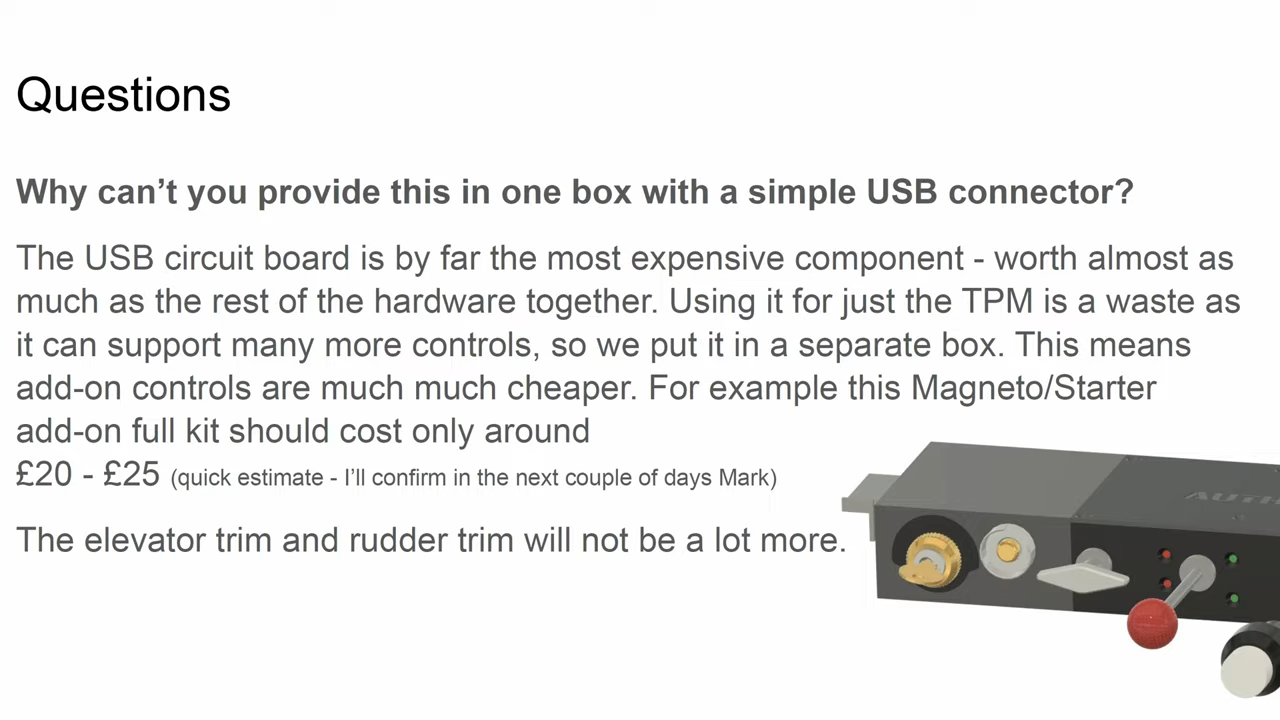 Questions
Why can’t you provide this in one box with a simple USB connector?
The USB circuit board is by far the most expensive component - worth almost as
much as the rest of the hardware together. Using it for just the TPM is a waste as
it can support many more controls, so we put it in a separate box. This means
add-on controls are much much cheaper. For example this Magneto/Starter
add-on full kit should cost only around
£20 - £25 (quick estimate - I’ll confirm in the next couple of days Mark)
The elevator trim and rudder trim will not be a lot more.